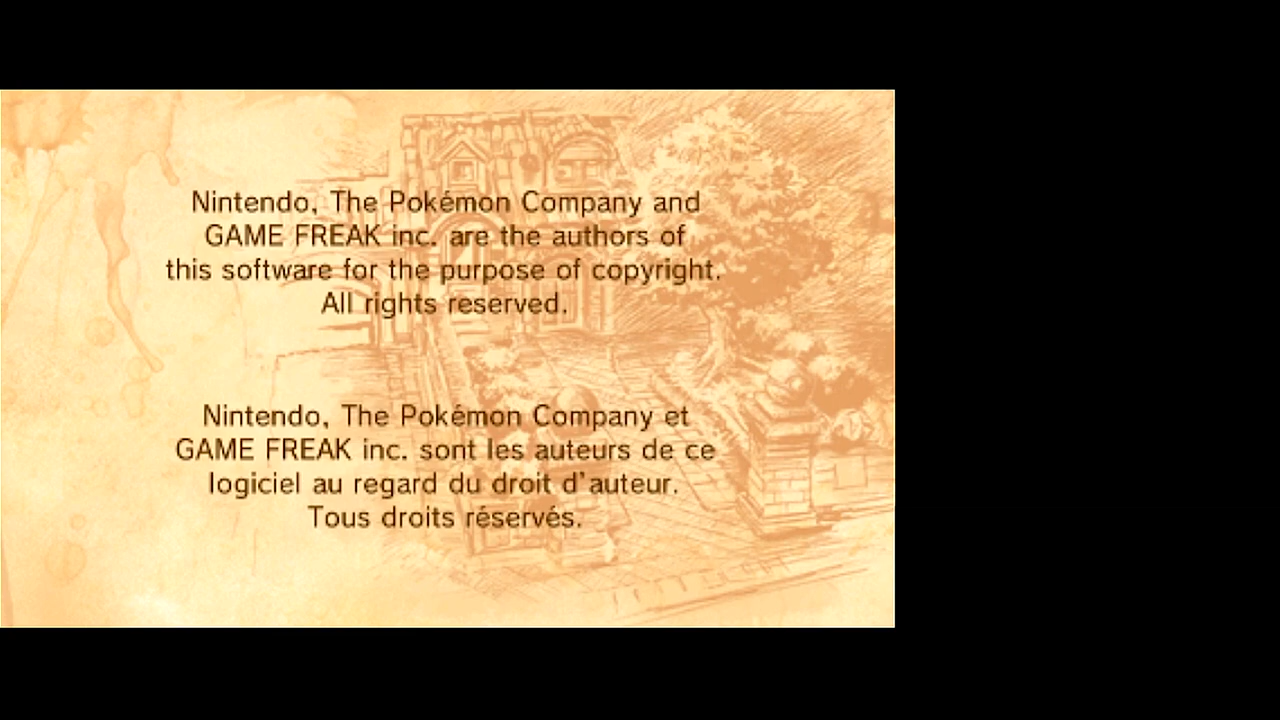 Nintendo, The Pokémon Company and
GAME FREAK inc. are the authors of
this software for the purpose of copyright.
All rights reserved.
Nintendo, The Pokémon Company et
GAME FREAK inc. sont les auteurs de ce
logiciel au regard du droit d'auteur.
Tous droits réservés.